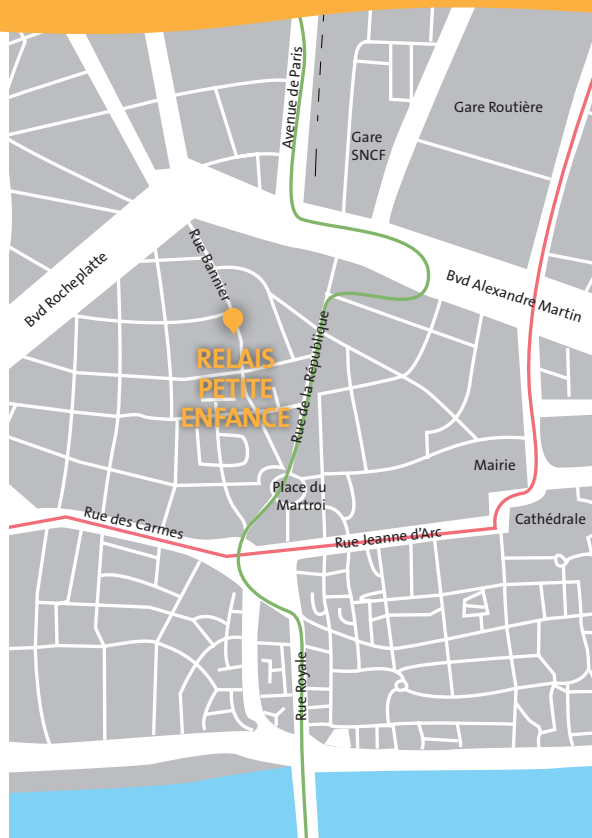 Avenue de Paris
Gare Routière
Gare
SNCF
Rue Bannier
Bvd Rocheplatte
Bvd Alexandre Martin
RELAIS
PETITE
ENFANCE
Rue de la République
Mairie
Place du
Martroi
Rue des Carmes
Cathédrale
Rue Jeanne d'Arc
Rue Royale